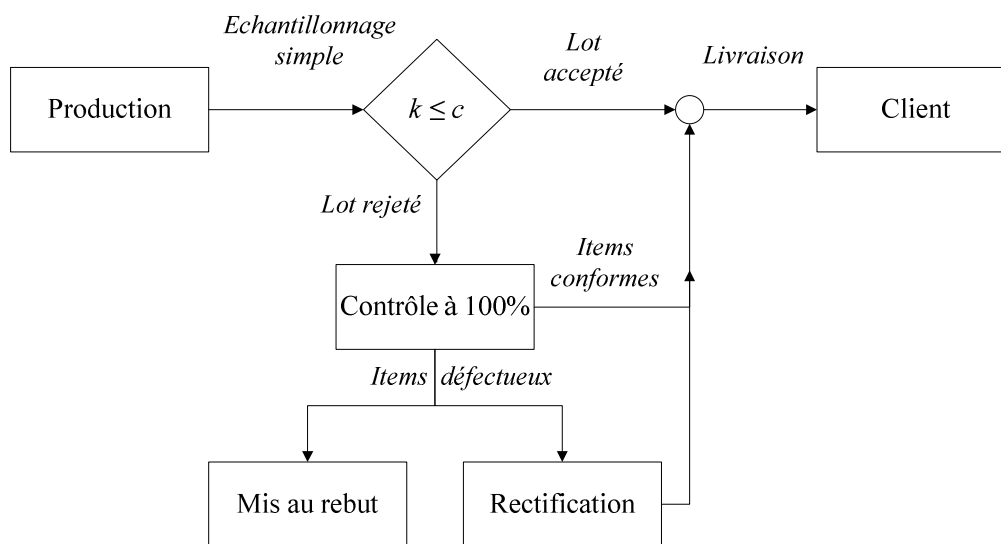 Echantillonnage
simple
Lot
accepté
Livraison
Production
k ≤ c
Client
Lot rejeté
Items
conformes
Contrôle à 100%
Items défectueux
Mis au rebut
Rectification